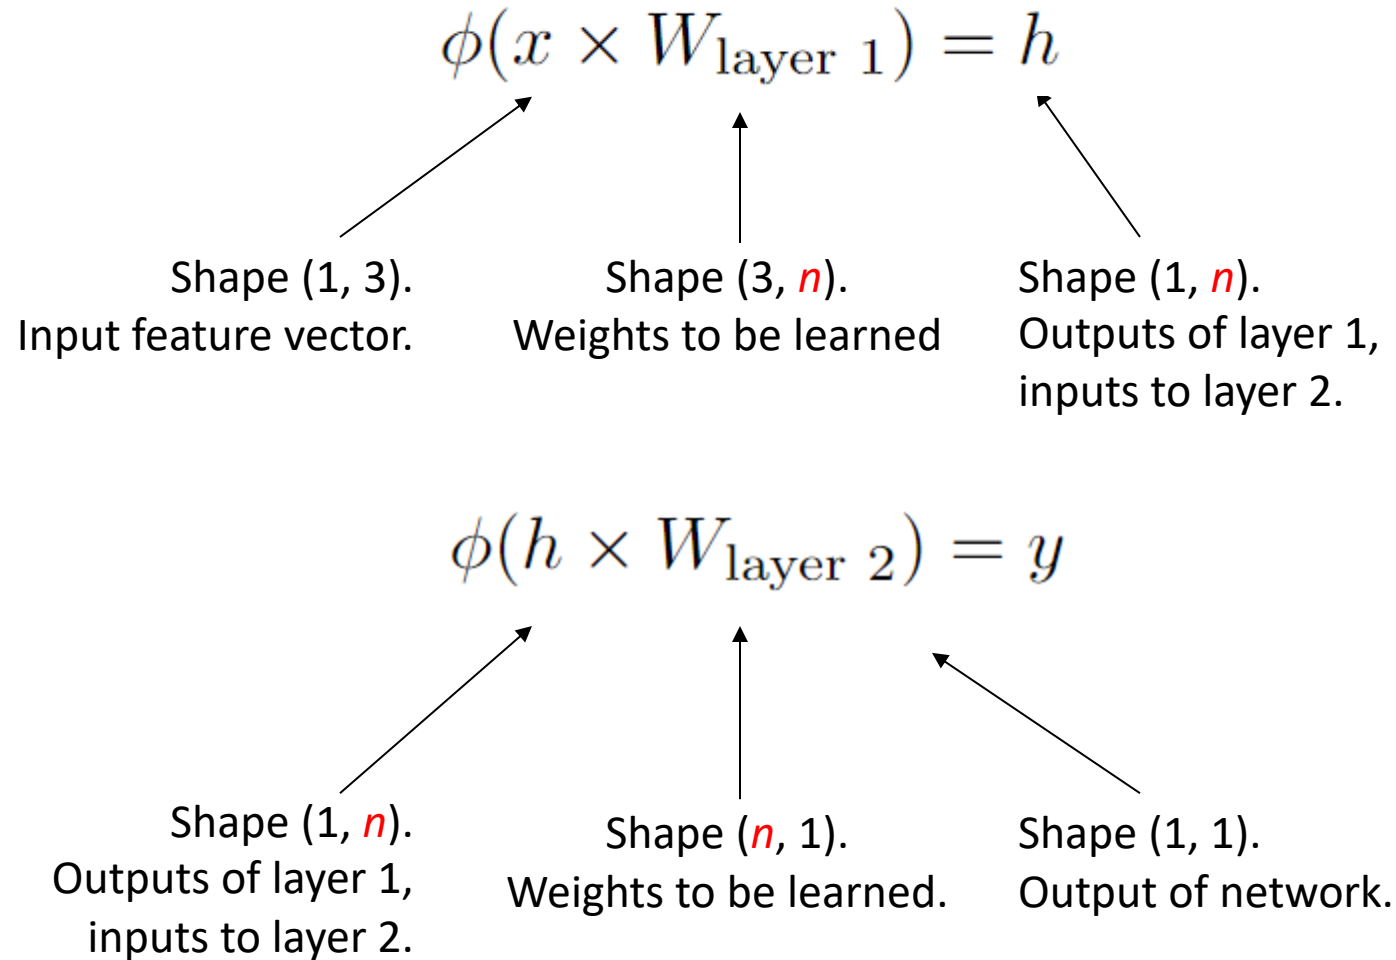 ϕ(x × W_layer 1) = h
Shape (1, 3).
Input feature vector.
Shape (3, n).
Weights to be learned
Shape (1, n).
Outputs of layer 1,
inputs to layer 2.
ϕ(h × W_layer 2) = y
Shape (1, n).
Outputs of layer 1,
inputs to layer 2.
Shape (n, 1).
Weights to be learned.
Shape (1, 1).
Output of network.